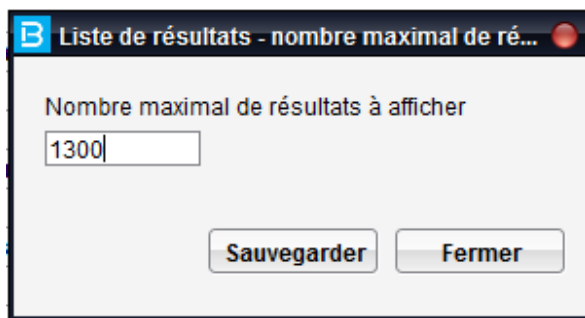 Liste de résultats - nombre maximal de ré...
Nombre maximal de résultats à afficher
1300
Sauvegarder Fermer